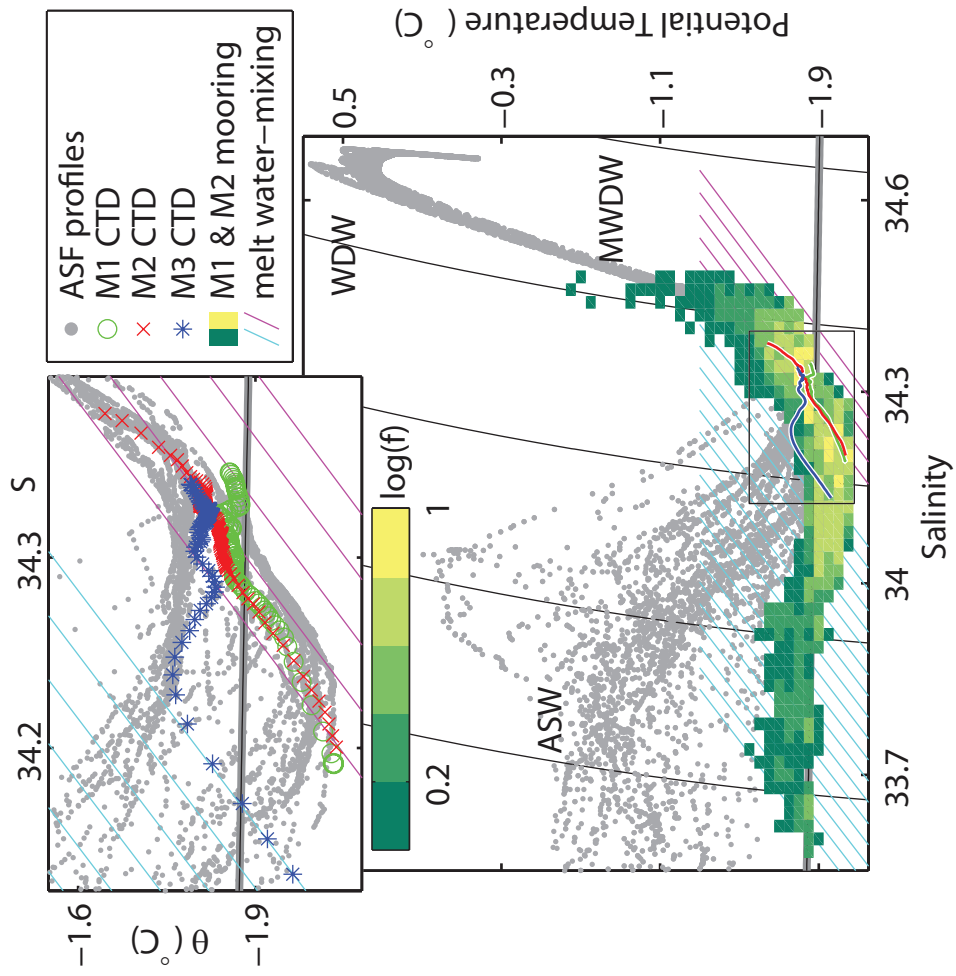 ASF profiles
M1 CTD
M2 CTD
M3 CTD
M1 & M2 mooring
melt water−mixing
S
34.2
34.3
−1.6
−1.9
θ (°C)
0.2
1
log(f)
WDW
MWDW
ASW
33.7
34
34.3
34.6
Salinity
0.5
−0.3
−1.1
−1.9
Potential Temperature (°C)